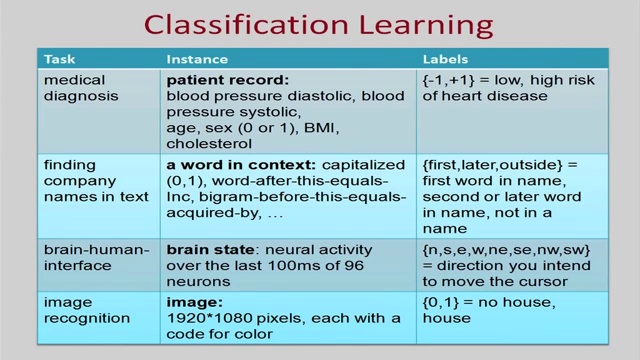 Classification Learning
Task Instance Labels
medical diagnosis
patient record:
blood pressure diastolic, blood
pressure systolic,
age, sex (0 or 1), BMI,
cholesterol
{-1,+1} = low, high risk
of heart disease
finding
company
names in text
a word in context: capitalized
(0,1), word-after-this-equals-
Inc, bigram-before-this-equals-
acquired-by, …
{first,later,outside} =
first word in name,
second or later word
in name, not in a
name
brain-human-
interface
brain state: neural activity
over the last 100ms of 96
neurons
{n,s,e,w,ne,se,nw,sw}
= direction you intend
to move the cursor
image
recognition
image:
1920*1080 pixels, each with a
code for color
{0,1} = no house,
house